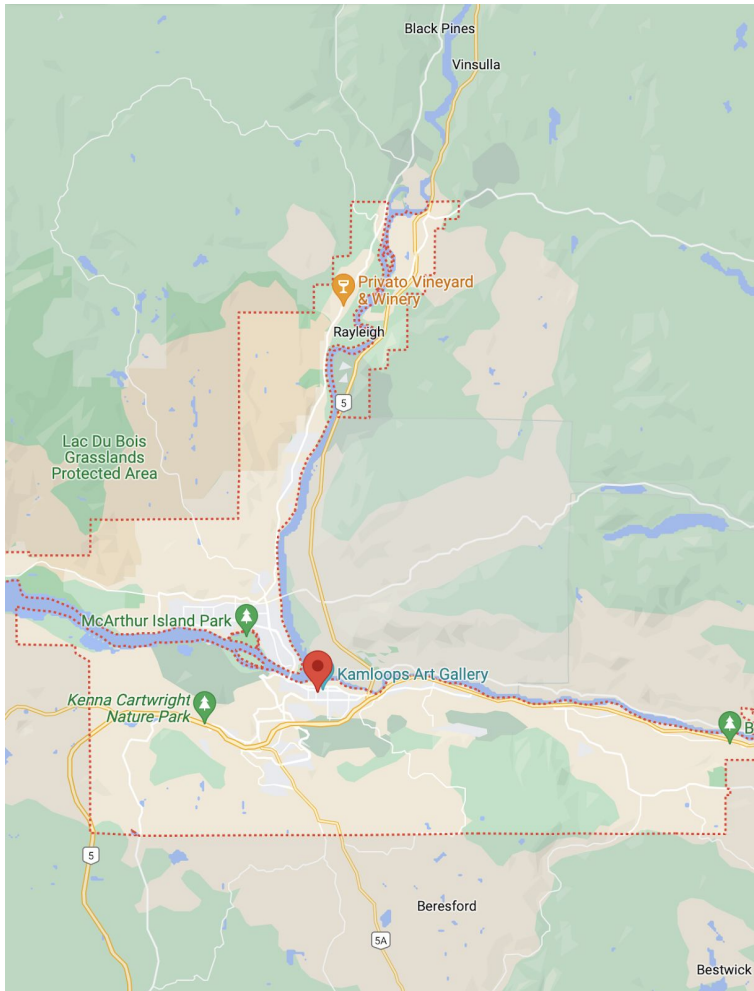 Black Pines
Vinsulla
Privato Vineyard
& Winery
Rayleigh
5
Lac Du Bois
Grasslands
Protected Area
McArthur Island Park
Kamloops Art Gallery
Kenna Cartwright
Nature Park
B
5
Beresford
5A
Bestwick